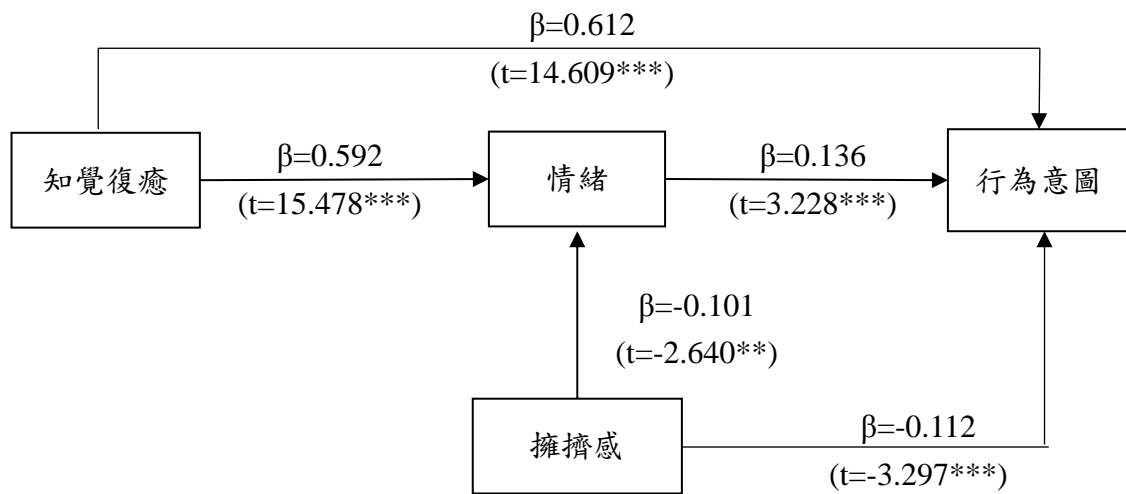 β=0.612
(t=14.609***)
知覺復癒
β=0.592
(t=15.478***)
情緒
β=0.136
(t=3.228***)
行為意圖
β=-0.101
(t=-2.640**)
擁擠感
β=-0.112
(t=-3.297***)